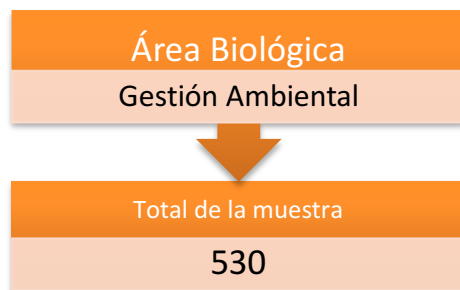 Área Biológica
Gestión Ambiental
Total de la muestra
530